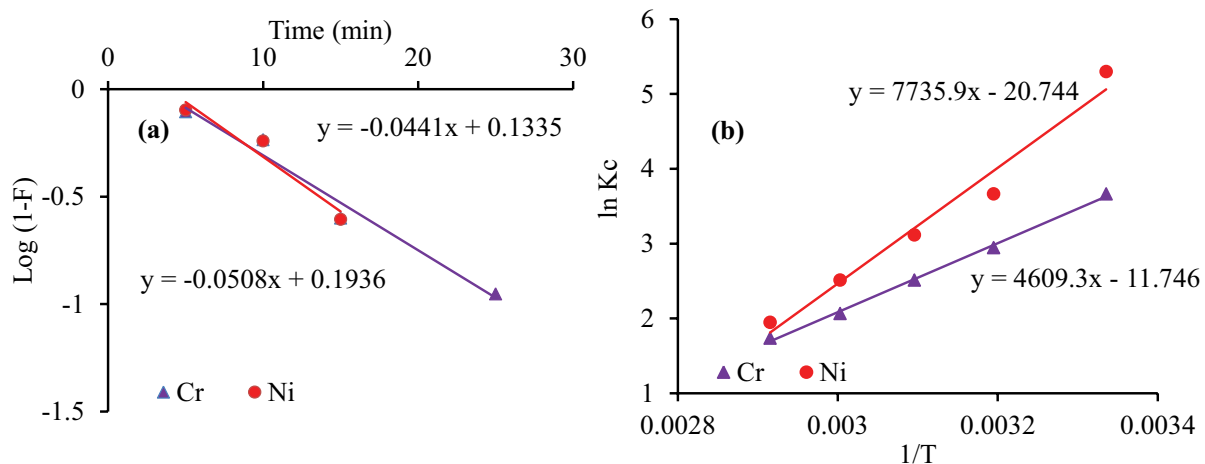 Time (min)
0
10
20
30
0
-0.5
-1
-1.5
Log (1-F)
(a)
y = -0.0441x + 0.1335
y = -0.0508x + 0.1936
Cr
Ni
6
5
4
3
2
1
ln Kc
(b)
y = 7735.9x - 20.744
y = 4609.3x - 11.746
Cr
Ni
0.0028
0.003
0.0032
0.0034
1/T